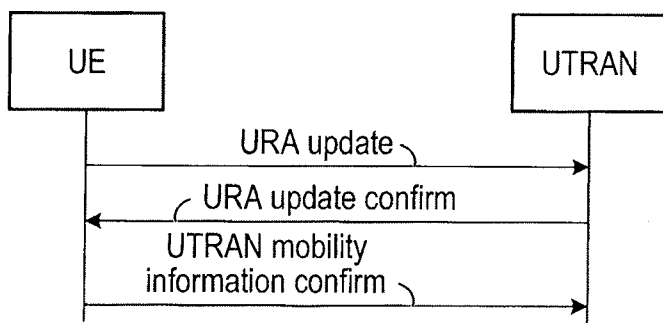 UE
UTRAN
URA update
URA update confirm
UTRAN mobility
information confirm